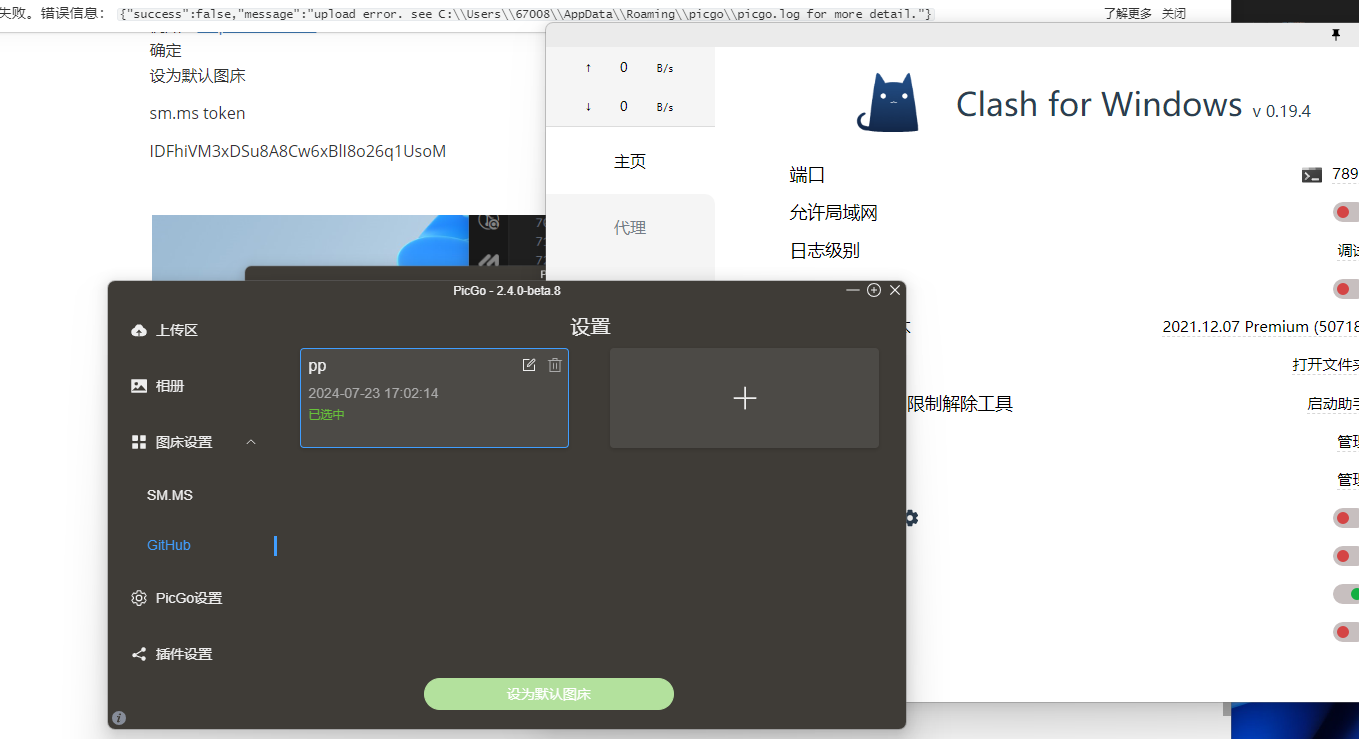 失败。错误信息： {"success":false,"message":"upload error. see C:\\Users\\67008\\AppData\\Roaming\\picgo\\picgo.log for more detail."}
了解更多 关闭
确定
设为默认图床
sm.ms token
IDFhiVM3xDSu8A8Cw6xBlI8o26q1UsoM
↑ 0 B/s
↓ 0 B/s
主页
代理
Clash for Windows v 0.19.4
端口 789
允许局域网
日志级别 调试
2021.12.07 Premium (50718
打开文件夹
限制解除工具
启动助手
管理
管理
PicGo - 2.4.0-beta.8
上传区
相册
图床设置
SM.MS
GitHub
PicGo设置
插件设置
设置
pp
2024-07-23 17:02:14
已选中
设为默认图床